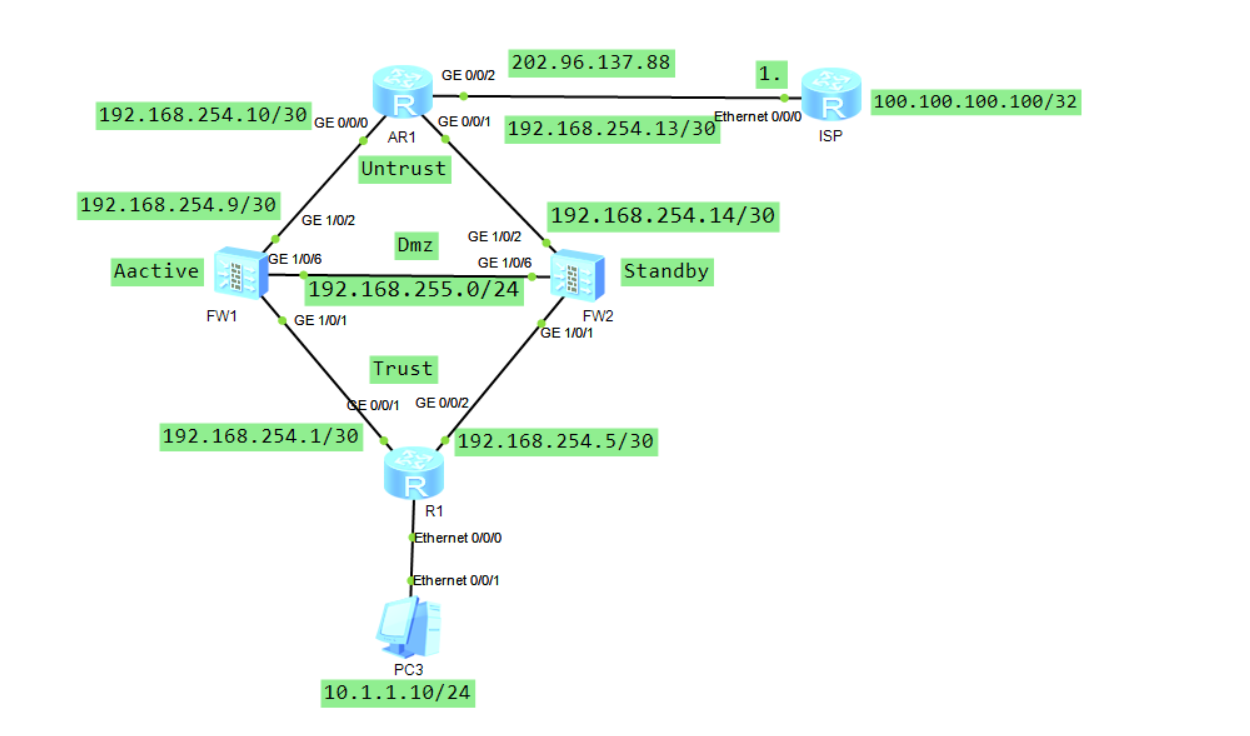 202.96.137.88
GE 0/0/2
1.
192.168.254.10/30
GE 0/0/0
GE 0/0/1
192.168.254.13/30
Ethernet 0/0/0
100.100.100.100/32
AR1
ISP
Untrust
192.168.254.9/30
GE 1/0/2
192.168.254.14/30
GE 1/0/2
Dmz
GE 1/0/6
GE 1/0/6
Aactive
Standby
192.168.255.0/24
FW1
FW2
GE 1/0/1
GE 1/0/1
Trust
GE 0/0/1
GE 0/0/2
192.168.254.1/30
192.168.254.5/30
R1
Ethernet 0/0/0
Ethernet 0/0/1
PC3
10.1.1.10/24